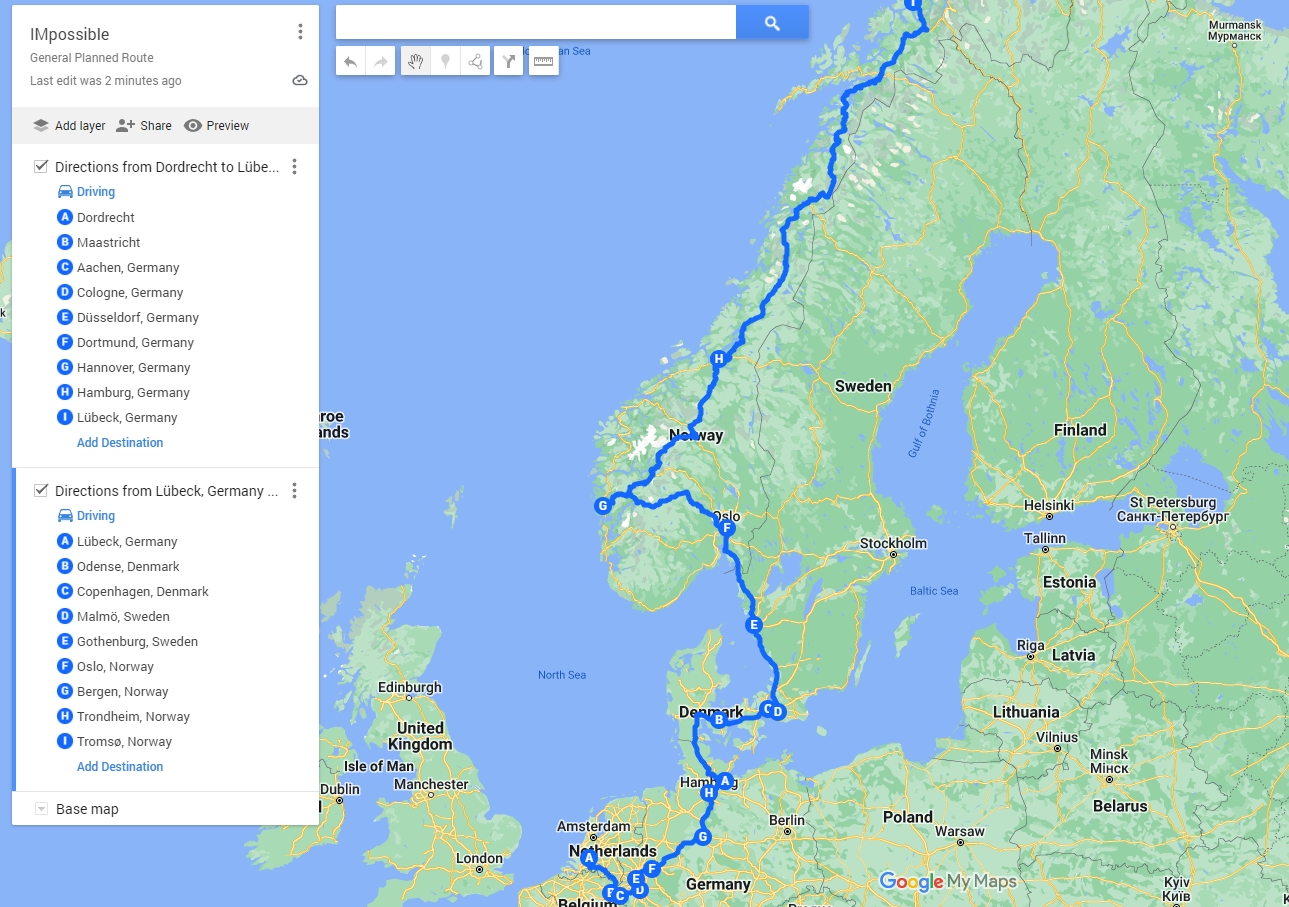 IMpossible
General Planned Route
Last edit was 2 minutes ago
Add layer
Share
Preview
Directions from Dordrecht to Lübe...
Driving
A Dordrecht
B Maastricht
C Aachen, Germany
D Cologne, Germany
E Düsseldorf, Germany
F Dortmund, Germany
G Hannover, Germany
H Hamburg, Germany
I Lübeck, Germany
Add Destination
Directions from Lübeck, Germany ...
Driving
A Lübeck, Germany
B Odense, Denmark
C Copenhagen, Denmark
D Malmö, Sweden
E Gothenburg, Sweden
F Oslo, Norway
G Bergen, Norway
H Trondheim, Norway
I Tromsø, Norway
Add Destination
Base map
I
Murmansk
Мурманск
an Sea
H
Sweden
Gulf of Bothnia
Finland
roe
nds
Norway
G
Oslo
F
Helsinki
St Petersburg
Санкт-Петербург
Tallinn
Stockholm
Estonia
Baltic Sea
E
Riga
Latvia
North Sea
Edinburgh
Denmark
B
C
D
Lithuania
United
Kingdom
Vilnius
Minsk
Мінск
Isle of Man
Hamburg
A
H
Manchester
Dublin
Belarus
Berlin
Poland
Amsterdam
Warsaw
G
Netherlands
A
London
F
E
D
B
C
Germany
Belgium
Google My Maps
Kyiv
Київ
k